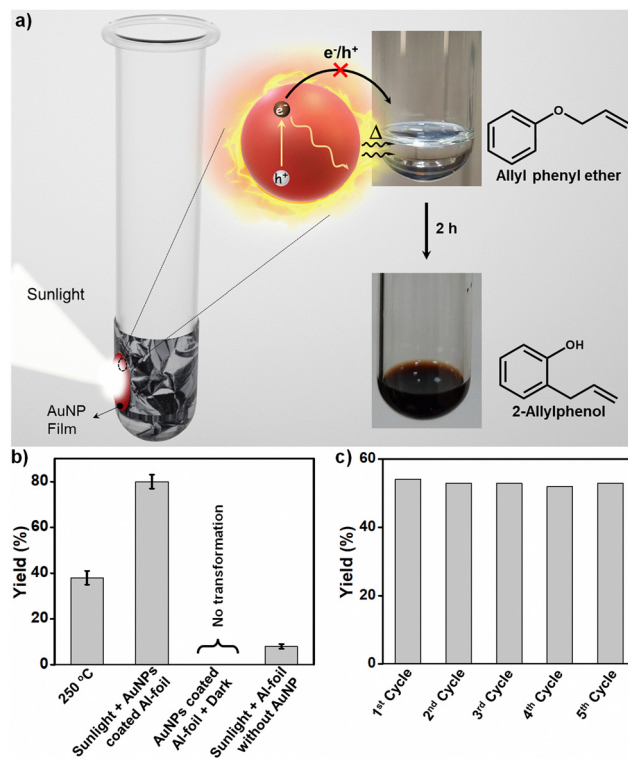 a)
e-/h+
e-
h+
Δ
Allyl phenyl ether
2 h
Sunlight
AuNP
Film
OH
2-Allylphenol
O
b)
Yield (%)
80
60
40
20
0
No transformation
250 °C
Sunlight + AuNPs
coated Al-foil
AuNPs coated
Al-foil + Dark
Sunlight + Al-foil
without AuNP
c)
Yield (%)
60
40
20
0
1st Cycle
2nd Cycle
3rd Cycle
4th Cycle
5th Cycle